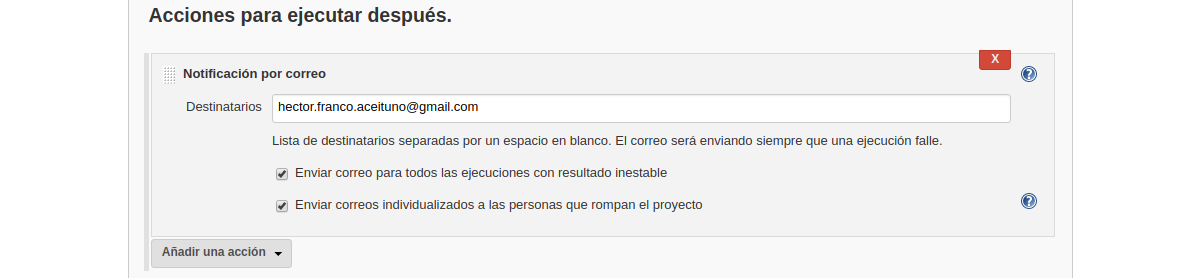 Acciones para ejecutar después.
X
Notificación por correo
?
Destinatarios hector.franco.aceituno@gmail.com
Lista de destinatarios separadas por un espacio en blanco. El correo será enviando siempre que una ejecución falle.
Enviar correo para todos las ejecuciones con resultado inestable
Enviar correos individualizados a las personas que rompan el proyecto
?
Añadir una acción